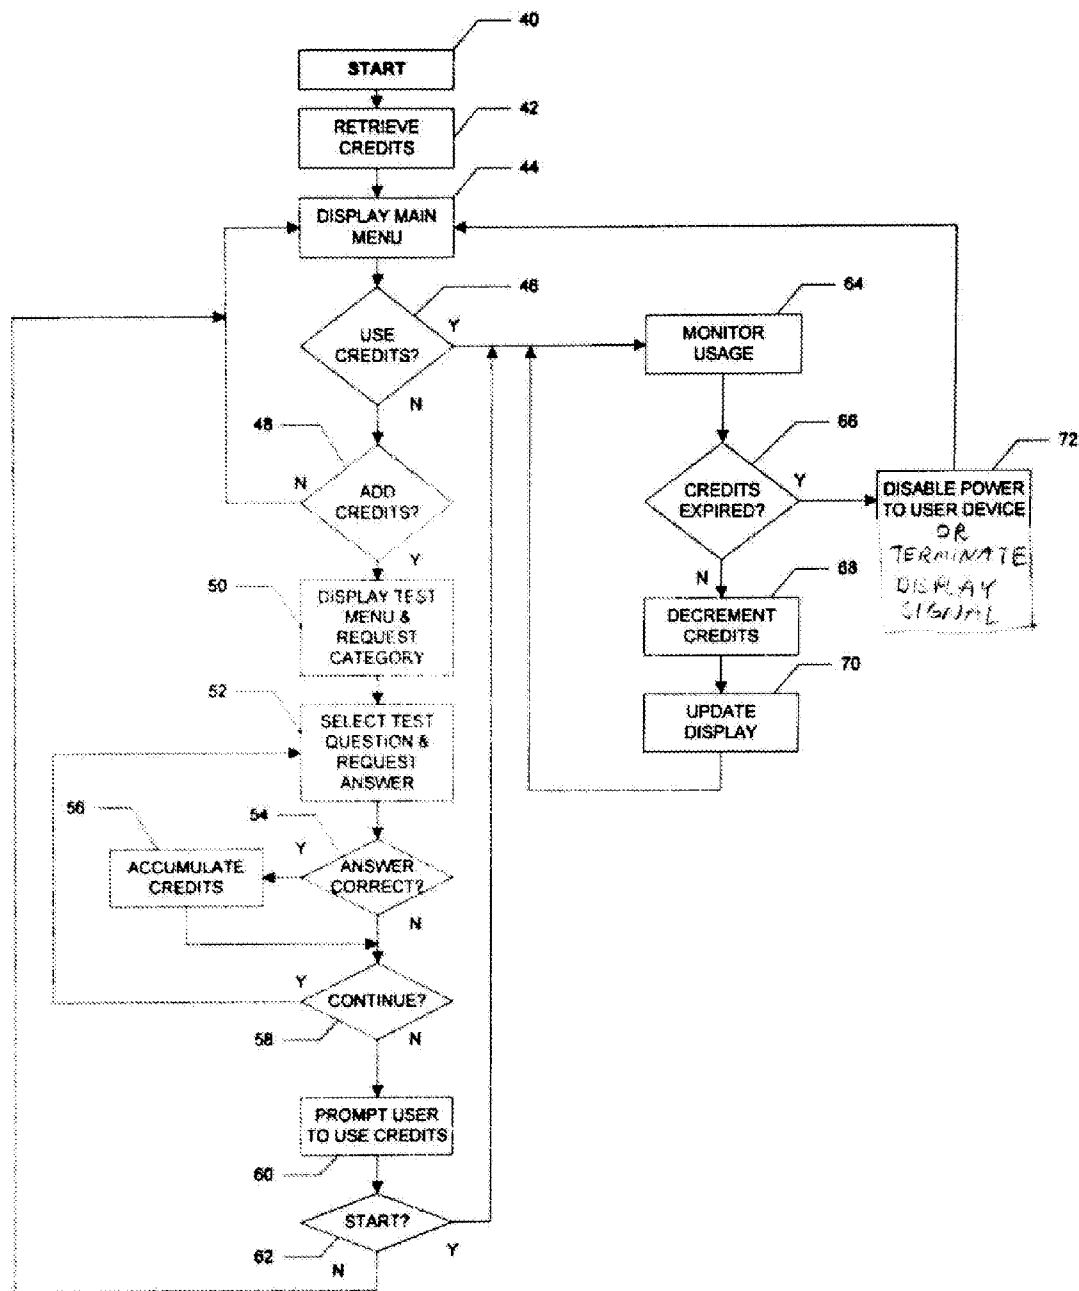 40
START
42
RETRIEVE
CREDITS
44
DISPLAY MAIN
MENU
46
USE
CREDITS?
Y
N
48
ADD
CREDITS?
N
Y
50
DISPLAY TEST
MENU &
REQUEST
CATEGORY
52
SELECT TEST
QUESTION &
REQUEST
ANSWER
54
ANSWER
CORRECT?
Y
N
56
ACCUMULATE
CREDITS
CONTINUE?
Y
N
58
PROMPT USER
TO USE CREDITS
60
START?
Y
62
N
64
MONITOR
USAGE
66
CREDITS
EXPIRED?
Y
N
68
DECREMENT
CREDITS
70
UPDATE
DISPLAY
72
DISABLE POWER
TO USER DEVICE
OR
TERMINATE
DISPLAY
SIGNAL